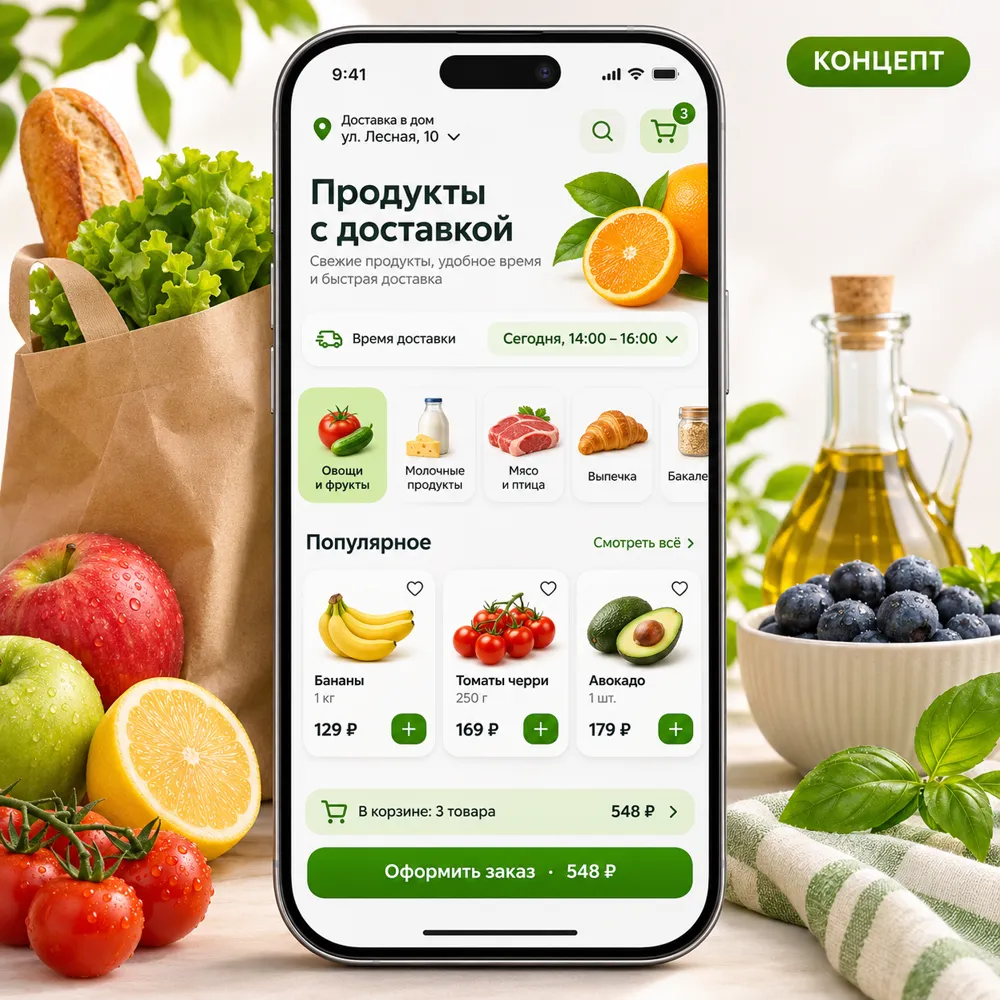 КОНЦЕПТ
9:41
Доставка в дом
ул. Лесная, 10
3
Продукты
с доставкой
Свежие продукты, удобное время
и быстрая доставка
Время доставки
Сегодня, 14:00 – 16:00
Овощи
и фрукты
Молочные
продукты
Мясо
и птица
Выпечка
Бакале
Популярное
Смотреть всё
Бананы
1 кг
129 ₽
Томаты черри
250 г
169 ₽
Авокадо
1 шт.
179 ₽
В корзине: 3 товара
548 ₽
Оформить заказ · 548 ₽